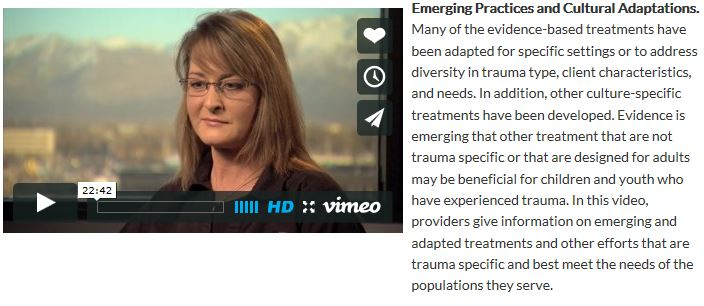 Emerging Practices and Cultural Adaptations.
Many of the evidence-based treatments have
been adapted for specific settings or to address
diversity in trauma type, client characteristics,
and needs. In addition, other culture-specific
treatments have been developed. Evidence is
emerging that other treatment that are not
trauma specific or that are designed for adults
may be beneficial for children and youth who
have experienced trauma. In this video,
providers give information on emerging and
adapted treatments and other efforts that are
trauma specific and best meet the needs of the
populations they serve.
22:42
HD vimeo